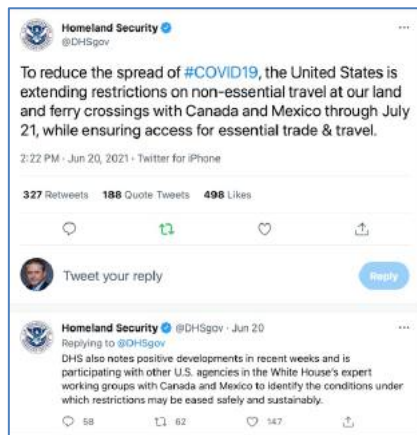 Homeland Security
@DHSgov
To reduce the spread of #COVID19, the United States is
extending restrictions on non-essential travel at our land
and ferry crossings with Canada and Mexico through July
21, while ensuring access for essential trade & travel.
2:22 PM · Jun 20, 2021 · Twitter for iPhone
327 Retweets 188 Quote Tweets 498 Likes
Tweet your reply
Reply
Homeland Security @DHSgov · Jun 20
Replying to @DHSgov
DHS also notes positive developments in recent weeks and is
participating with other U.S. agencies in the White House's expert
working groups with Canada and Mexico to identify the conditions under
which restrictions may be eased safely and sustainably.
58 62 147